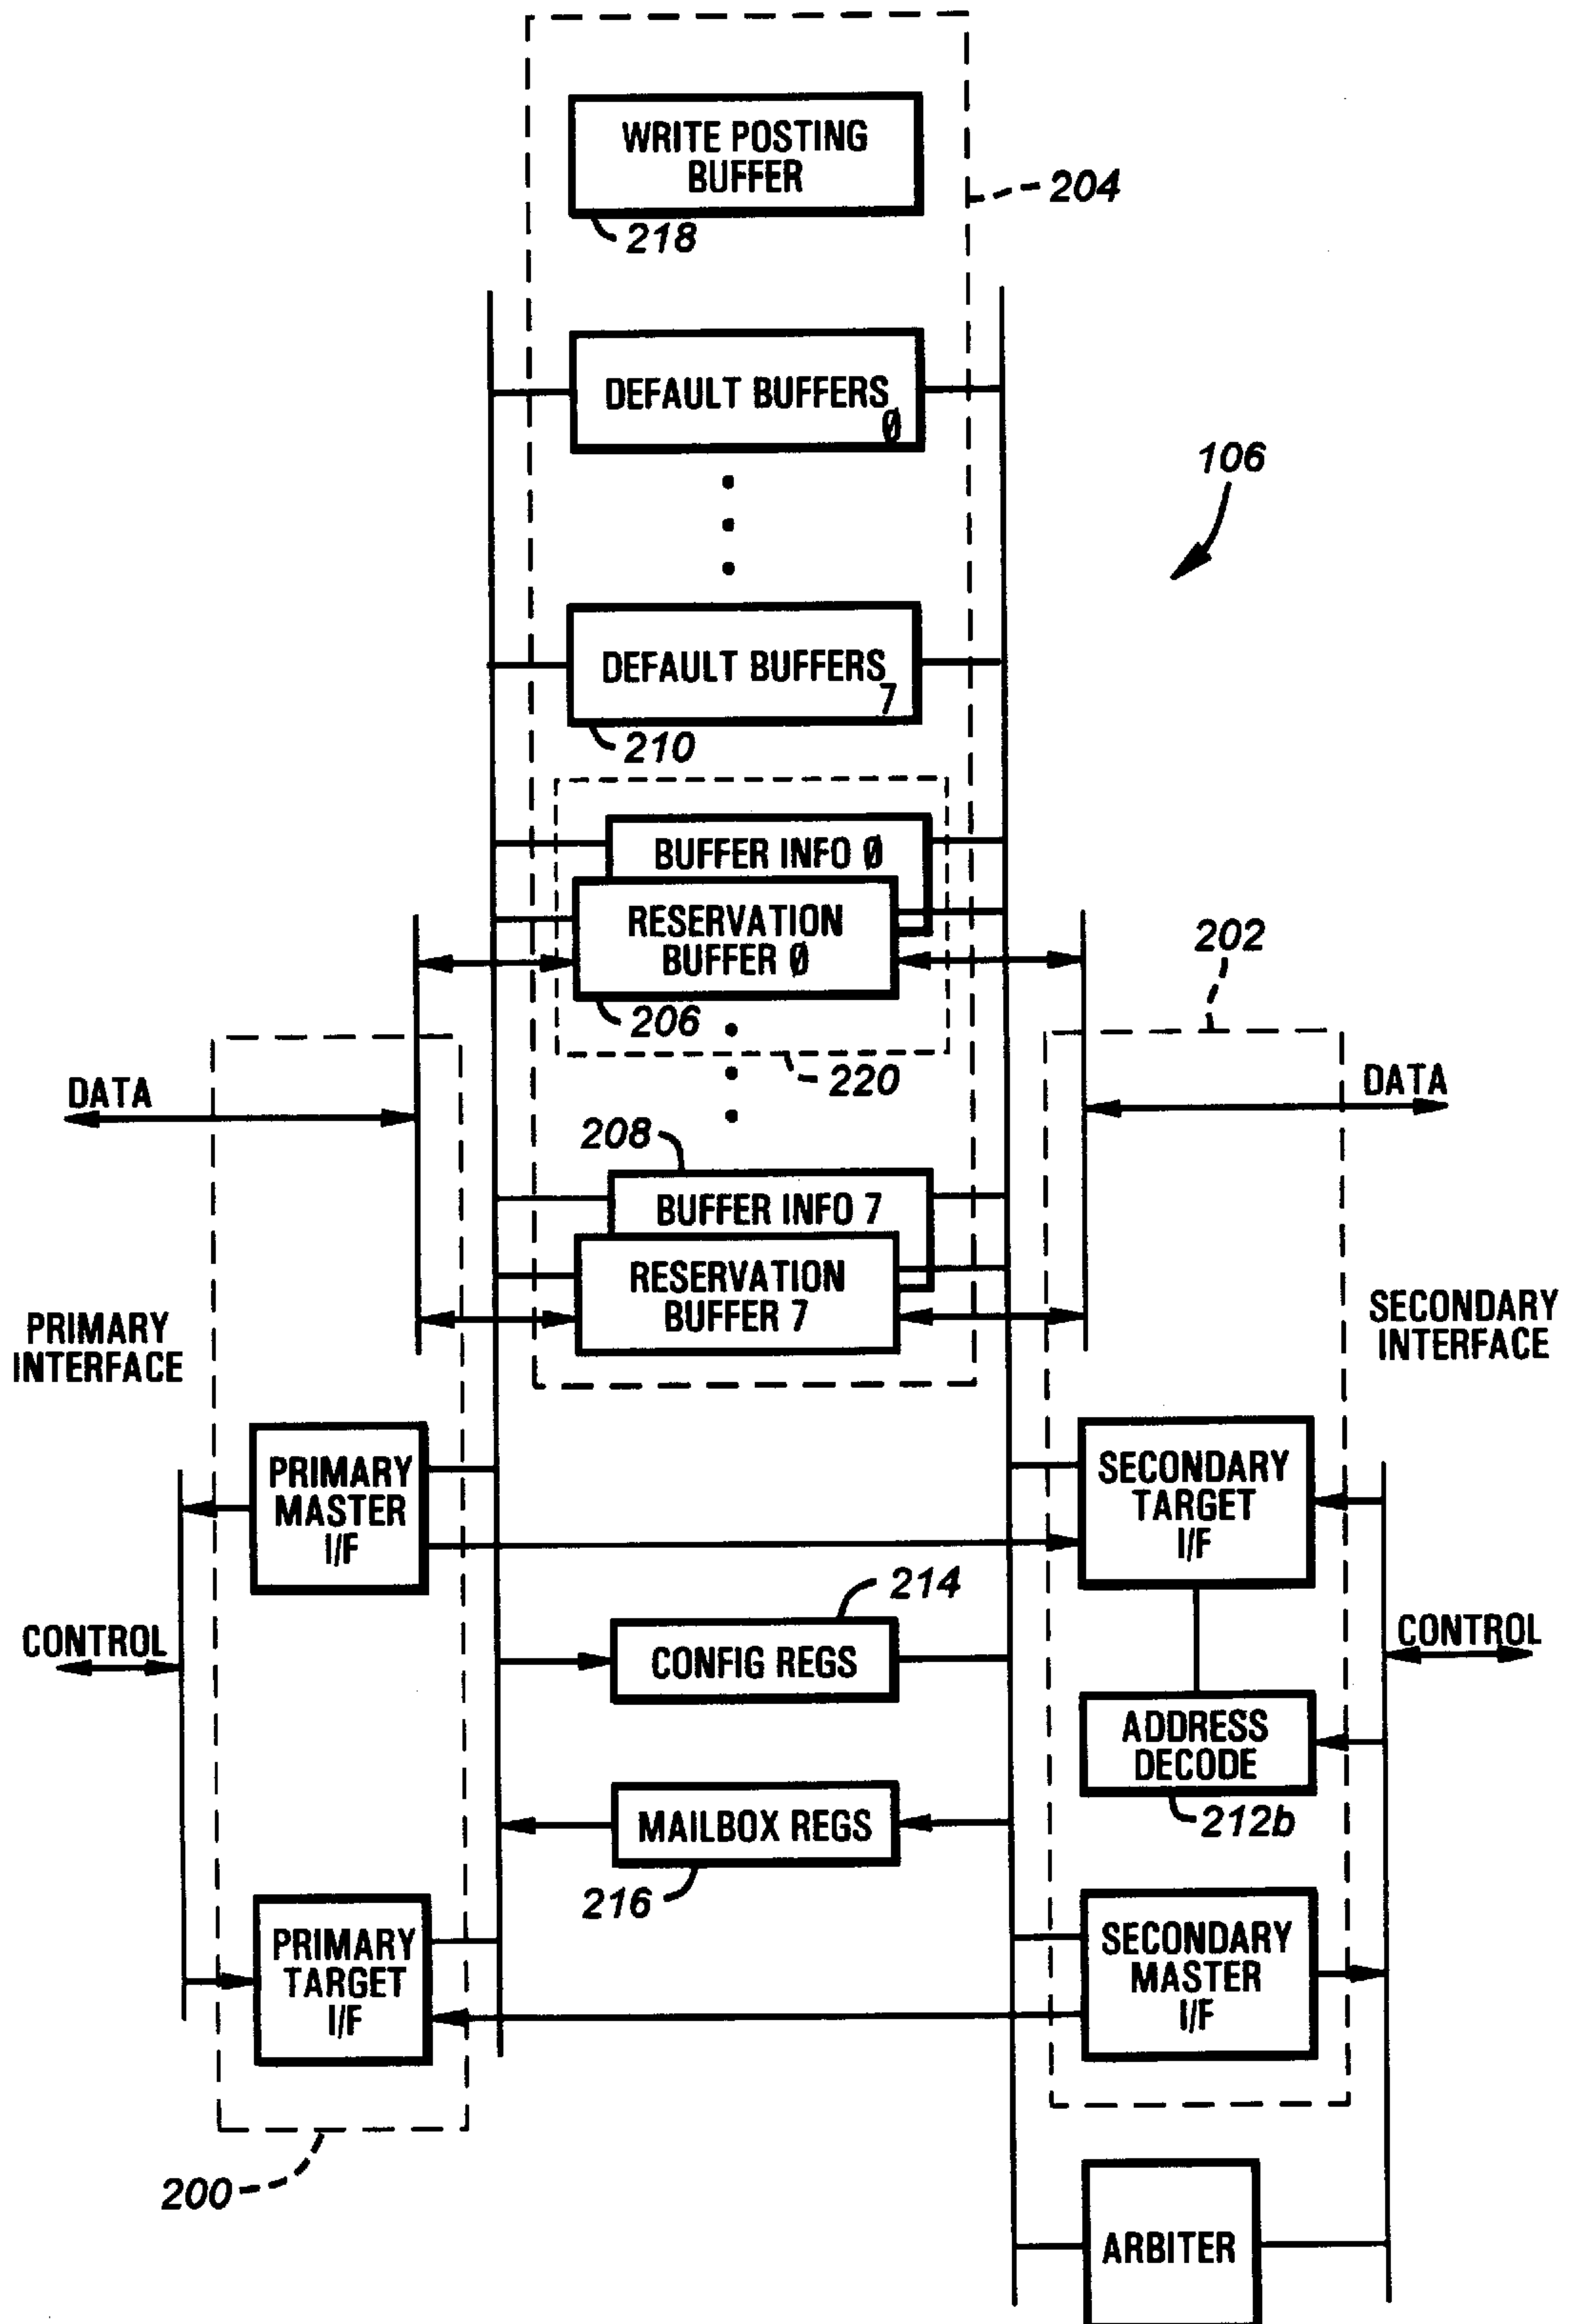 WRITE POSTING
BUFFER
204
218
DEFAULT BUFFERS
Ø
106
DEFAULT BUFFERS
7
210
BUFFER INFO Ø
RESERVATION
BUFFER Ø
202
206
220
DATA
DATA
208
BUFFER INFO 7
RESERVATION
BUFFER 7
PRIMARY
INTERFACE
SECONDARY
INTERFACE
PRIMARY
MASTER
I/F
SECONDARY
TARGET
I/F
214
CONTROL
CONFIG REGS
CONTROL
ADDRESS
DECODE
212b
MAILBOX REGS
216
PRIMARY
TARGET
I/F
SECONDARY
MASTER
I/F
200
ARBITER